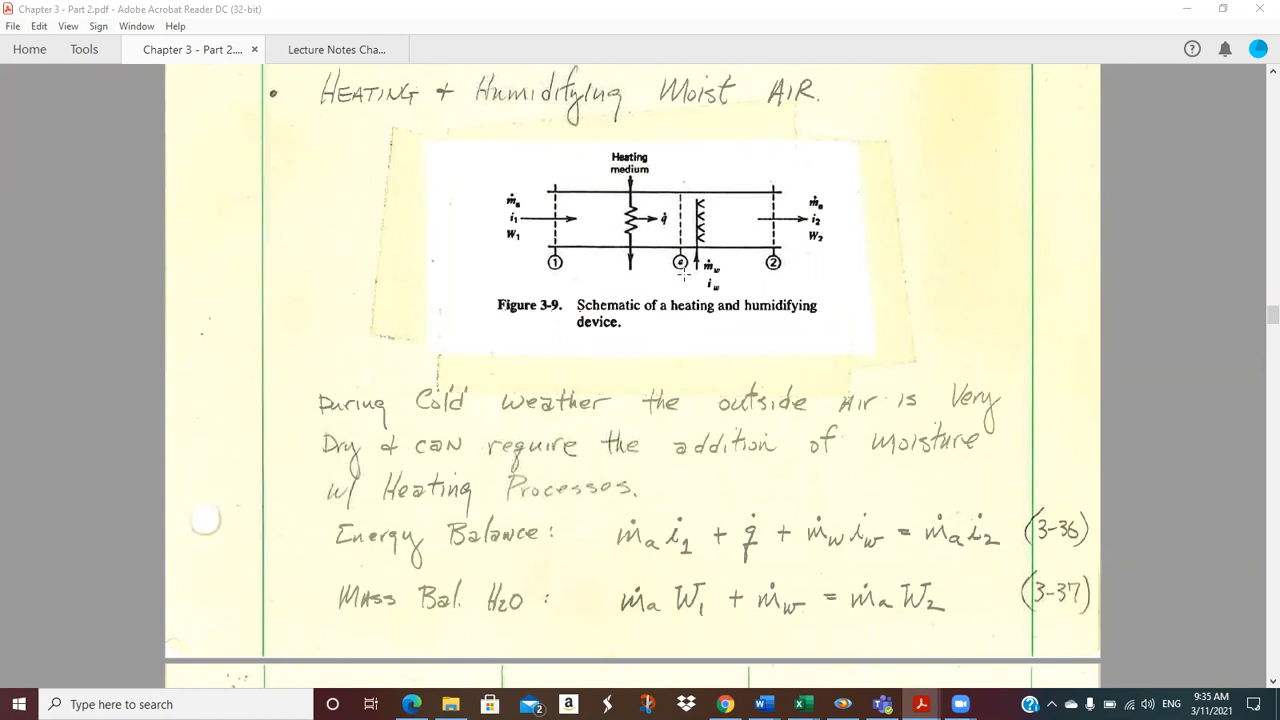 Chapter 3 - Part 2.pdf - Adobe Acrobat Reader DC (32-bit)
File Edit View Sign Window Help
Home Tools Chapter 3 - Part 2.... × Lecture Notes Cha...
• HEATING + Humidifying Moist AIR.
Heating
medium
ṁa ṁa
i1 q̇ i2
W1 W2
1 a 2
ṁw
iw
Figure 3-9. Schematic of a heating and humidifying
device.
During Cold weather the outside Air is Very
Dry & can require the addition of moisture
w/ Heating Processes.
Energy Balance: ṁa i1 + q̇ + ṁw iw = ṁa i2 (3-36)
Mass Bal. H2O : ṁa W1 + ṁw = ṁa W2 (3-37)
Type here to search
2
9:35 AM
3/11/2021